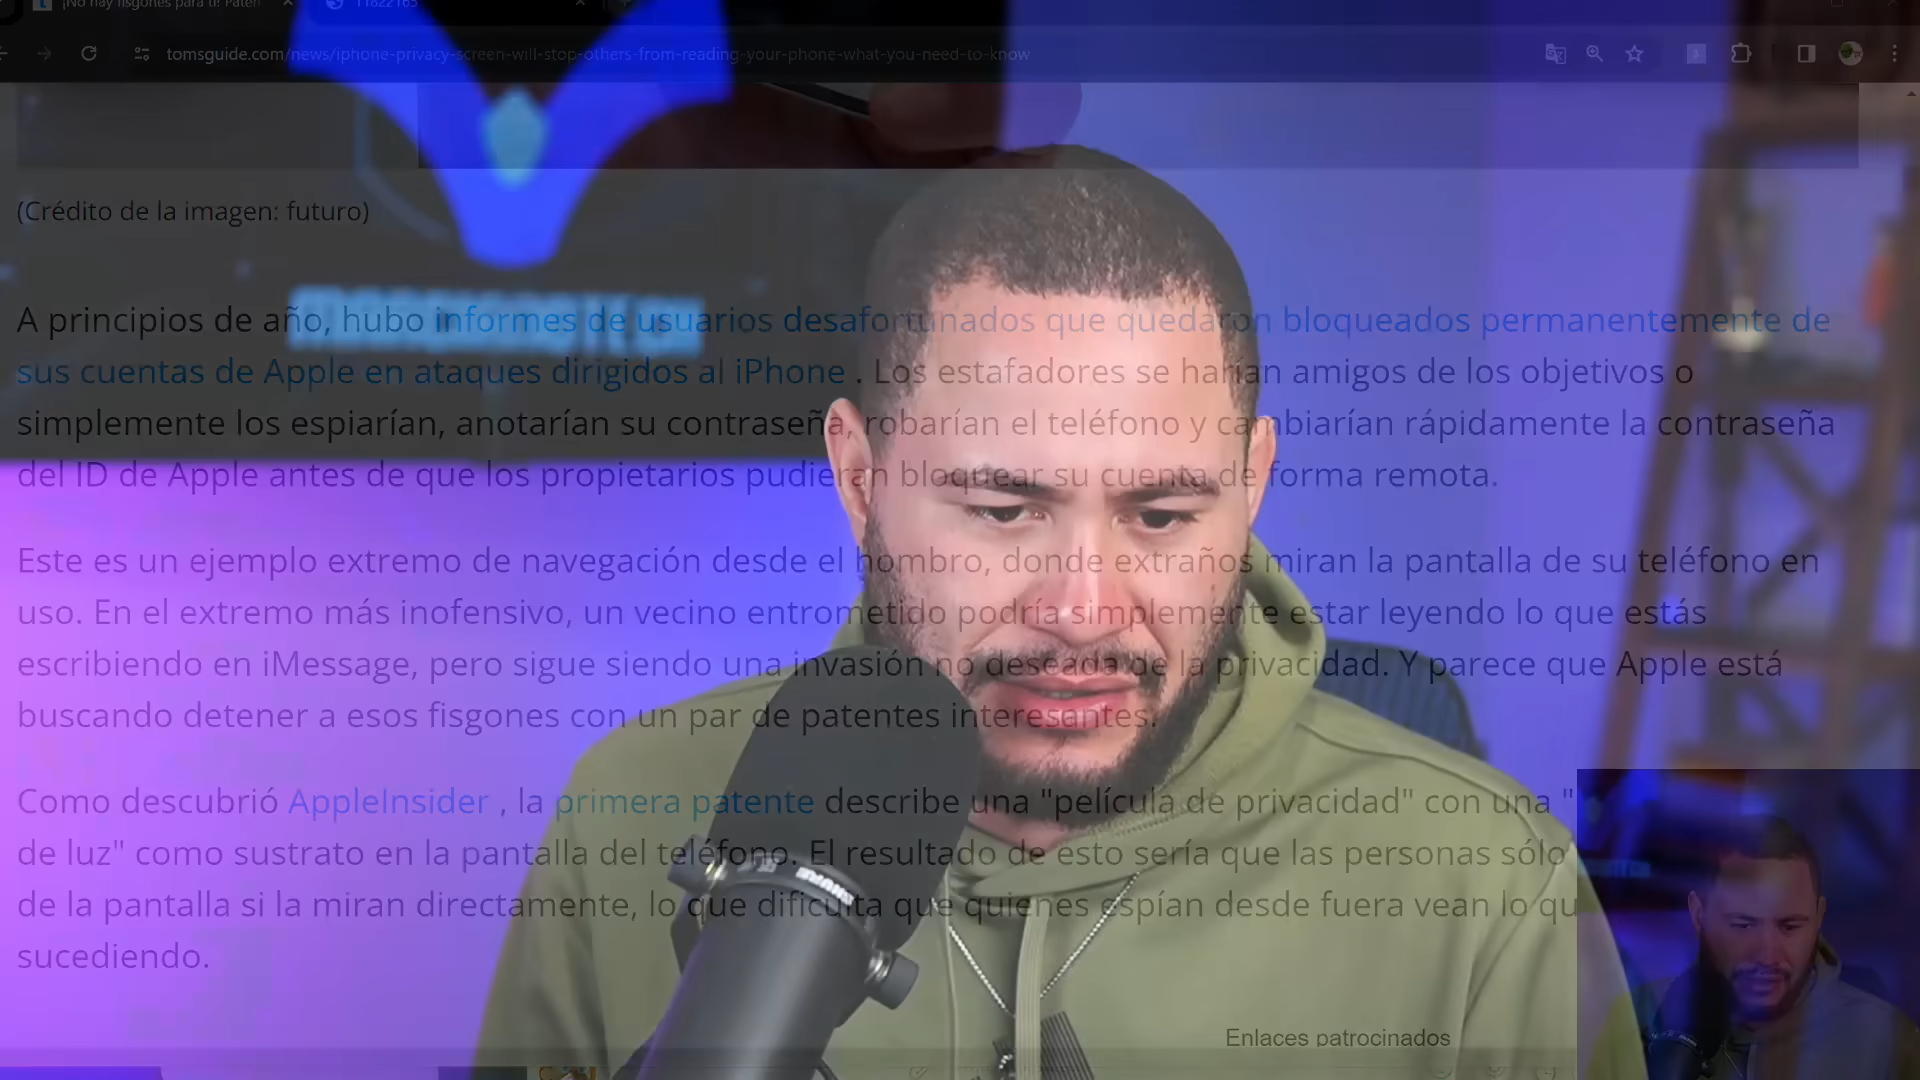 ¡No hay fisgones para ti! Paten
11822165
tomsguide.com/news/iphone-privacy-screen-will-stop-others-from-reading-your-phone-what-you-need-to-know
(Crédito de la imagen: futuro)
A principios de año, hubo informes de usuarios desafortunados que quedaron bloqueados permanentemente de
sus cuentas de Apple en ataques dirigidos al iPhone . Los estafadores se harían amigos de los objetivos o
simplemente los espiarían, anotarían su contraseña, robarían el teléfono y cambiarían rápidamente la contraseña
del ID de Apple antes de que los propietarios pudieran bloquear su cuenta de forma remota.
Este es un ejemplo extremo de navegación desde el hombro, donde extraños miran la pantalla de su teléfono en
uso. En el extremo más inofensivo, un vecino entrometido podría simplemente estar leyendo lo que estás
escribiendo en iMessage, pero sigue siendo una invasión no deseada de la privacidad. Y parece que Apple está
buscando detener a esos fisgones con un par de patentes interesantes.
Como descubrió AppleInsider , la primera patente describe una "película de privacidad" con una "
de luz" como sustrato en la pantalla del teléfono. El resultado de esto sería que las personas sólo
de la pantalla si la miran directamente, lo que dificulta que quienes espían desde fuera vean lo qu
sucediendo.
SHURE
Enlaces patrocinados